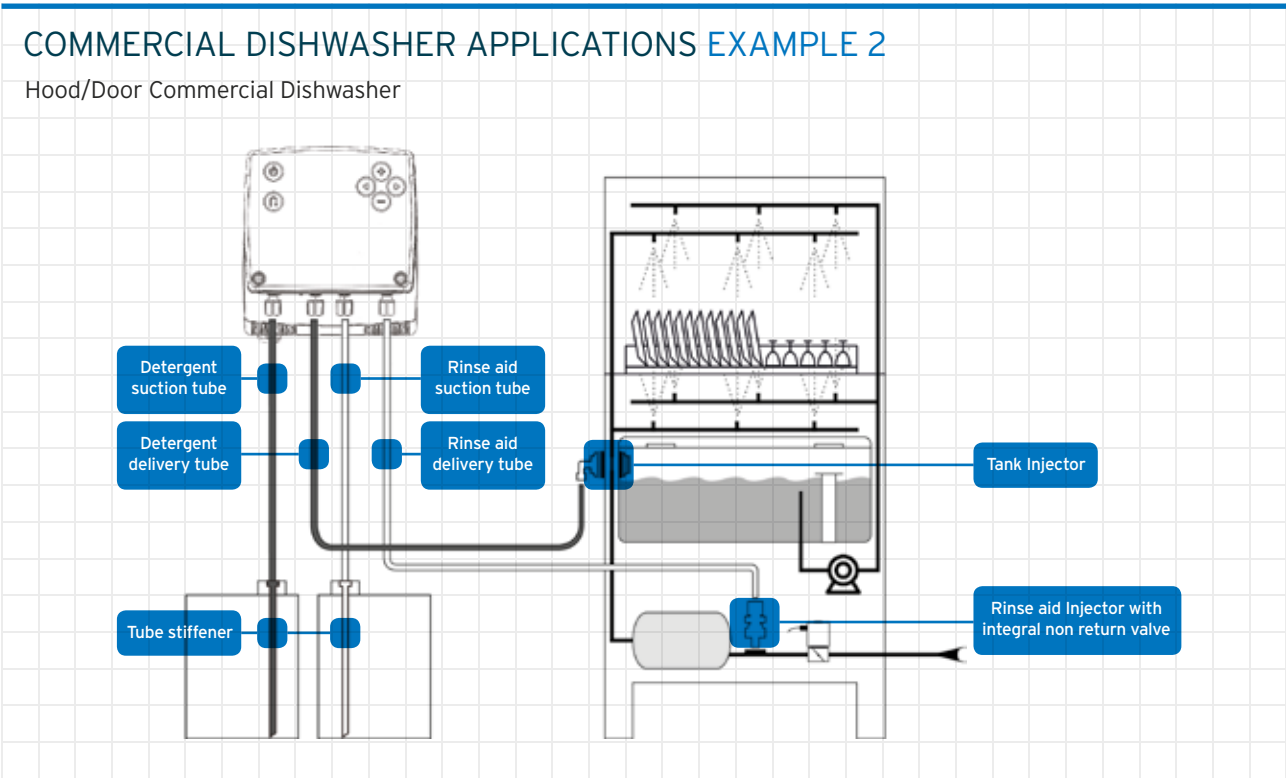 COMMERCIAL DISHWASHER APPLICATIONS EXAMPLE 2
Hood/Door Commercial Dishwasher
Detergent
suction tube
Rinse aid
suction tube
Detergent
delivery tube
Rinse aid
delivery tube
Tank Injector
Tube stiffener
Rinse aid Injector with
integral non return valve